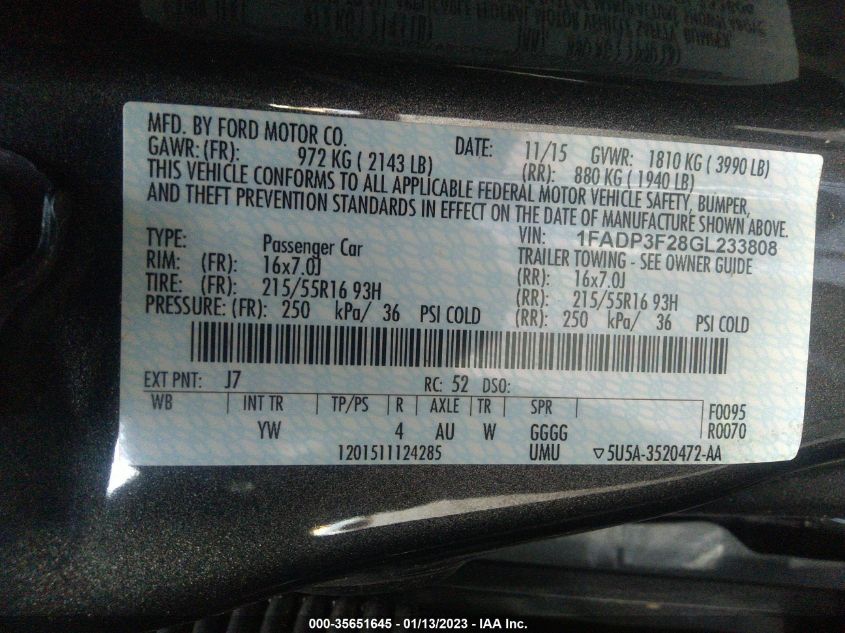 MFD. BY FORD MOTOR CO. DATE: 11/15 GVWR: 1810 KG ( 3990 LB)
GAWR: (FR): 972 KG ( 2143 LB) (RR): 880 KG ( 1940 LB)
THIS VEHICLE CONFORMS TO ALL APPLICABLE FEDERAL MOTOR VEHICLE SAFETY, BUMPER,
AND THEFT PREVENTION STANDARDS IN EFFECT ON THE DATE OF MANUFACTURE SHOWN ABOVE.
VIN: 1FADP3F28GL233808
TYPE: Passenger Car TRAILER TOWING - SEE OWNER GUIDE
RIM: (FR): 16x7.0J (RR): 16x7.0J
TIRE: (FR): 215/55R16 93H (RR): 215/55R16 93H
PRESSURE: (FR): 250 kPa/ 36 PSI COLD (RR): 250 kPa/ 36 PSI COLD
EXT PNT: J7 RC: 52 DSO:
WB INT TR TP/PS R AXLE TR SPR F0095
YW 4 AU W GGGG R0070
1201511124285 UMU ▽5U5A-3520472-AA
000-35651645 - 01/13/2023 - IAA Inc.